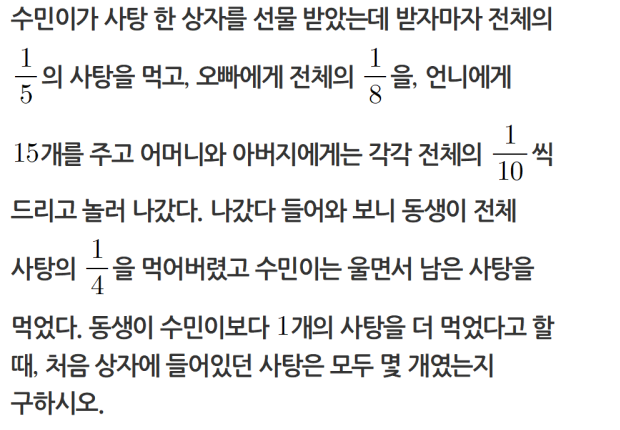 수민이가 사탕 한 상자를 선물 받았는데 받자마자 전체의
1/5 의 사탕을 먹고, 오빠에게 전체의 1/8 을, 언니에게
15개를 주고 어머니와 아버지에게는 각각 전체의 1/10 씩
드리고 놀러 나갔다. 나갔다 들어와 보니 동생이 전체
사탕의 1/4 을 먹어버렸고 수민이는 울면서 남은 사탕을
먹었다. 동생이 수민이보다 1개의 사탕을 더 먹었다고 할
때, 처음 상자에 들어있던 사탕은 모두 몇 개였는지
구하시오.